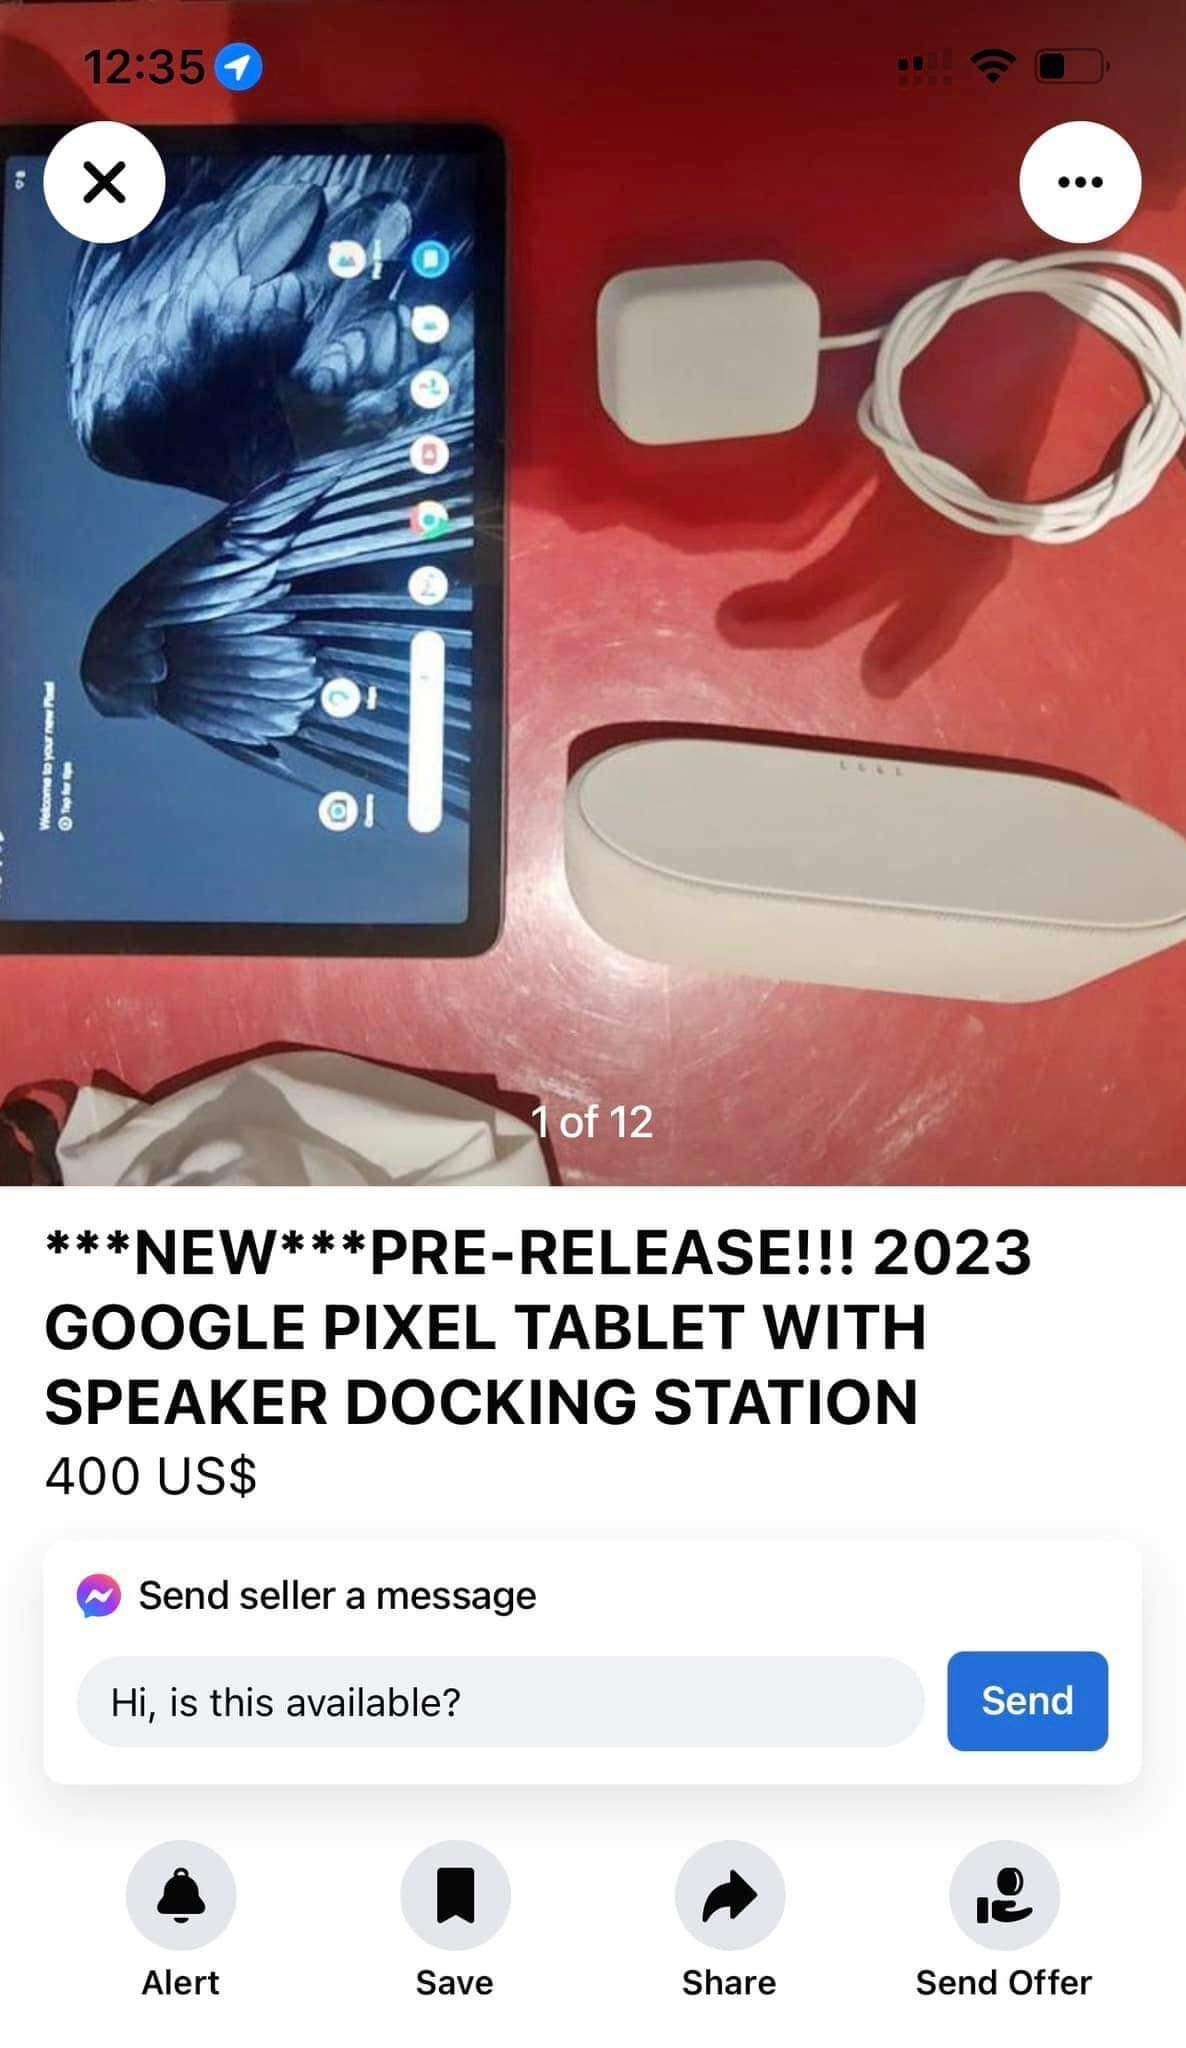 12:35
Welcome to your new Pixel
Tap for tips
1 of 12
***NEW***PRE-RELEASE!!! 2023
GOOGLE PIXEL TABLET WITH
SPEAKER DOCKING STATION
400 US$
Send seller a message
Hi, is this available?
Send
Alert
Save
Share
Send Offer